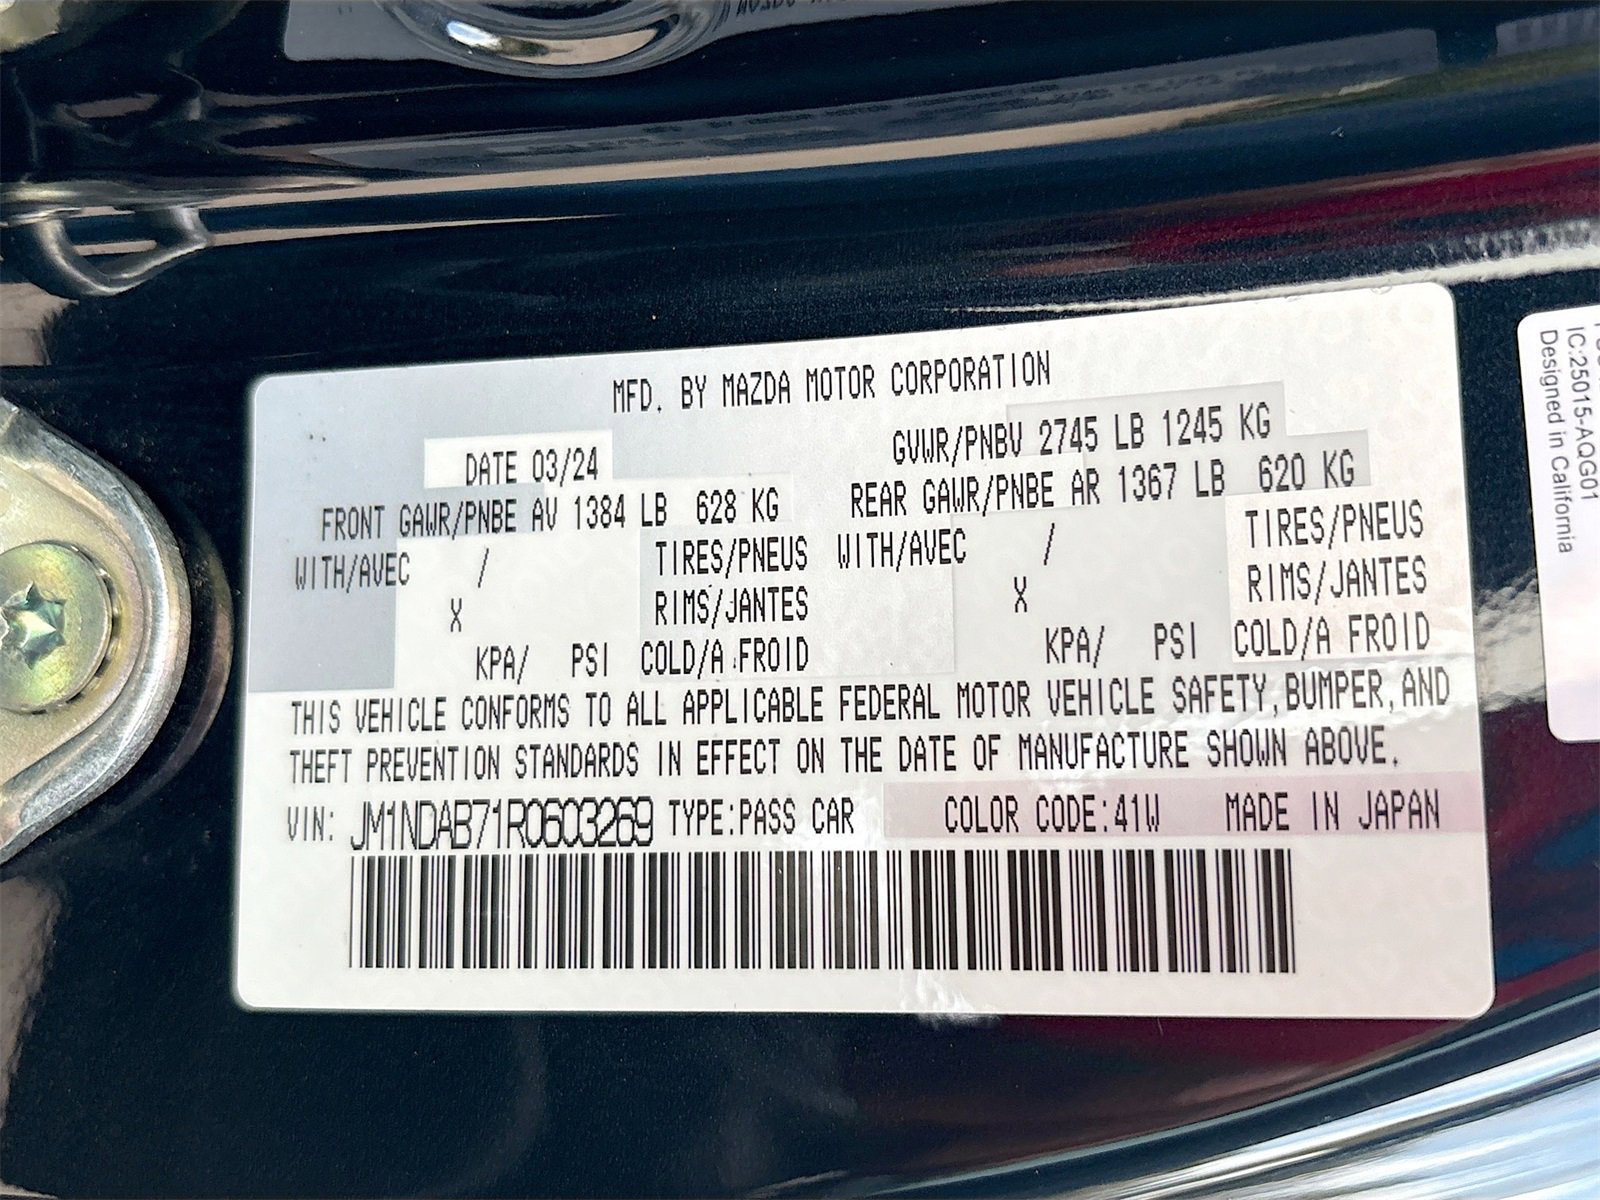 MFD. BY MAZDA MOTOR CORPORATION
DATE 03/24 GVWR/PNBV 2745 LB 1245 KG
FRONT GAWR/PNBE AV 1384 LB 628 KG REAR GAWR/PNBE AR 1367 LB 620 KG
WITH/AVEC / TIRES/PNEUS WITH/AVEC / TIRES/PNEUS
X RIMS/JANTES X RIMS/JANTES
KPA/ PSI COLD/A FROID KPA/ PSI COLD/A FROID
THIS VEHICLE CONFORMS TO ALL APPLICABLE FEDERAL MOTOR VEHICLE SAFETY, BUMPER, AND
THEFT PREVENTION STANDARDS IN EFFECT ON THE DATE OF MANUFACTURE SHOWN ABOVE.
VIN: JM1NDAB71R0603269 TYPE:PASS CAR COLOR CODE:41W MADE IN JAPAN
IC:25015-AQG01
Designed in California